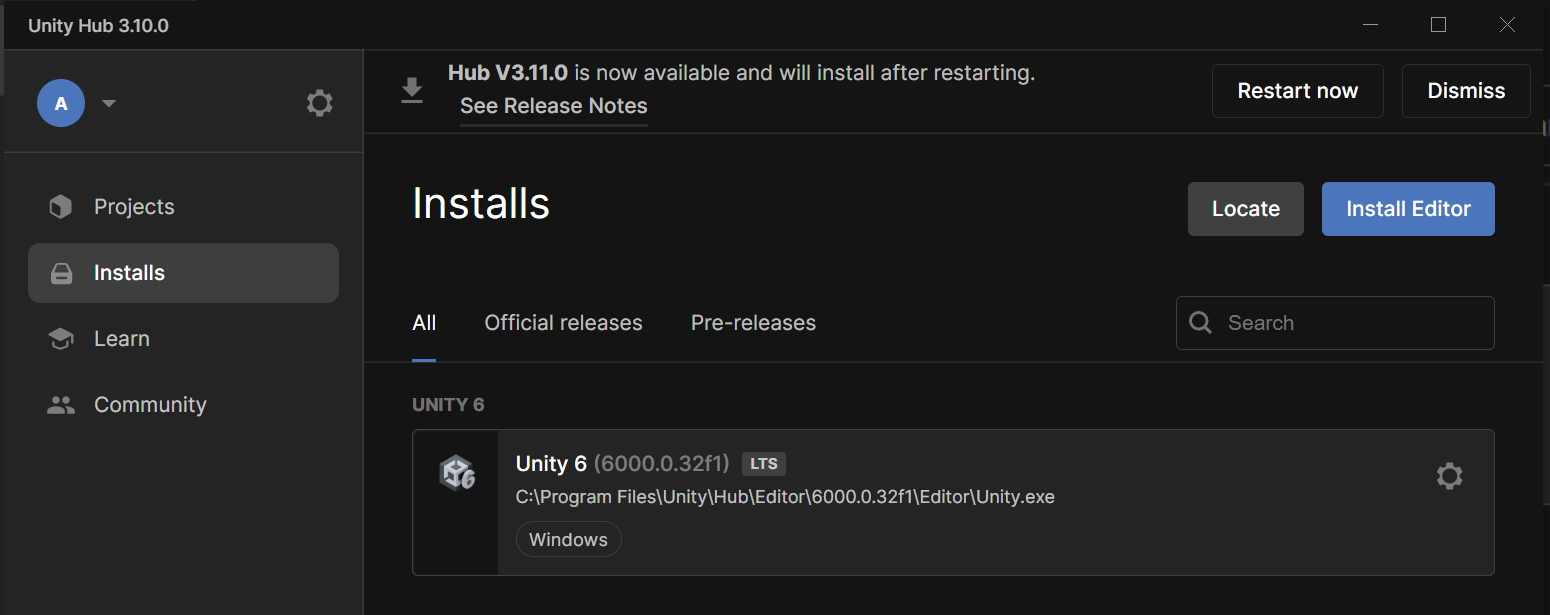 Unity Hub 3.10.0
A
Projects
Installs
Learn
Community
Hub V3.11.0 is now available and will install after restarting.
See Release Notes
Restart now
Dismiss
Installs
Locate
Install Editor
All
Official releases
Pre-releases
Search
UNITY 6
6
Unity 6 (6000.0.32f1) LTS
C:\Program Files\Unity\Hub\Editor\6000.0.32f1\Editor\Unity.exe
Windows